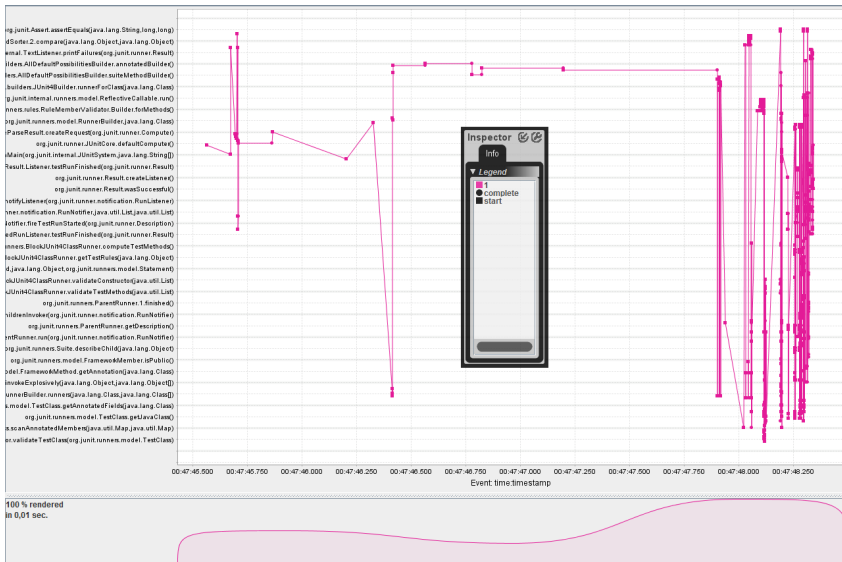 org.junit.Assert.assertEquals(java.lang.String,long,long)
dSorter.2.compare(java.lang.Object,java.lang.Object)
ernal.TextListener.printFailures(org.junit.runner.Result)
ilders.AllDefaultPossibilitiesBuilder.annotatedBuilder()
lers.AllDefaultPossibilitiesBuilder.suiteMethodBuilder()
.builders.JUnit4Builder.runnerForClass(java.lang.Class)
rg.junit.internal.runners.model.ReflectiveCallable.run()
nners.rules.RuleMemberValidator.Builder.forMethods()
org.junit.runners.model.RunnerBuilder,java.lang.Class)
ParseResult.createRequest(org.junit.runner.Computer)
org.junit.runner.JUnitCore.defaultComputer()
Main(org.junit.internal.JUnitSystem,java.lang.String[])
Result.Listener.testRunFinished(org.junit.runner.Result)
org.junit.runner.Result.createListener()
org.junit.runner.Result.wasSuccessful()
notifyListener(org.junit.runner.notification.RunListener)
nner.notification.RunNotifier,java.util.List,java.util.List)
Notifier.fireTestRunStarted(org.junit.runner.Description)
edRunListener.testRunFinished(org.junit.runner.Result)
nners.BlockJUnit4ClassRunner.computeTestMethods()
lockJUnit4ClassRunner.getTestRules(java.lang.Object)
d,java.lang.Object,org.junit.runners.model.Statement)
ckJUnit4ClassRunner.validateConstructor(java.util.List)
kJUnit4ClassRunner.validateTestMethods(java.util.List)
org.junit.runners.ParentRunner.1.finished()
hildrenInvoker(org.junit.runner.notification.RunNotifier)
org.junit.runners.ParentRunner.getDescription()
entRunner.run(org.junit.runner.notification.RunNotifier)
org.junit.runners.Suite.describeChild(java.lang.Object)
org.junit.runners.model.FrameworkMember.isPublic()
odel.FrameworkMethod.getAnnotation(java.lang.Class)
invokeExplosively(java.lang.Object,java.lang.Object[])
RunnerBuilder.runners(java.lang.Class,java.lang.Class[])
s.model.TestClass.getAnnotatedFields(java.lang.Class)
org.junit.runners.model.TestClass.getJavaClass()
s.scanAnnotatedMembers(java.util.Map,java.util.Map)
or.validateTestClass(org.junit.runners.model.TestClass)
Inspector
Info
Legend
1
complete
start
00:47:45.500 00:47:45.750 00:47:46.000 00:47:46.250 00:47:46.500 00:47:46.750 00:47:47.000 00:47:47.250 00:47:47.500 00:47:47.750 00:47:48.000 00:47:48.250
Event: time:timestamp
100 % rendered
in 0,01 sec.